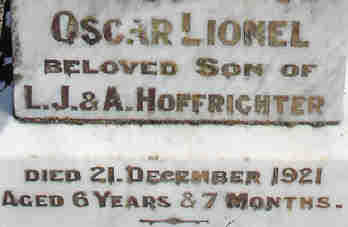 OSCAR LIONEL
BELOVED SON OF
L.J. & A. HOFFRICHTER
DIED 21. DECEMBER 1921
AGED 6 YEARS & 7 MONTHS.